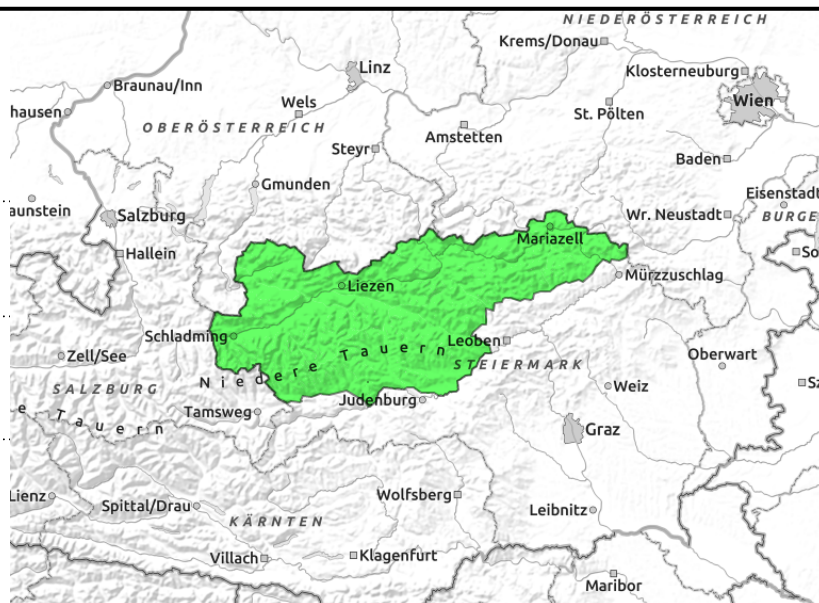 NIEDERÖSTERREICH
Krems/Donau
Linz
Klosterneuburg
Braunau/Inn
Wien
Wels
hausen
St. Pölten
OBERÖSTERREICH
Amstetten
Steyr
Baden
Gmunden
Eisenstadt
aunstein
Salzburg
Wr. Neustadt
BURGE
Mariazell
Hallein
So
Mürzzuschlag
Liezen
Schladming
Leoben
Niedere Tauern
Zell/See
STEIERMARK
Oberwart
SALZBURG
Weiz
Sz
Judenburg
Tamsweg
e Tauern
Graz
Lienz
Wolfsberg
Spittal/Drau
Leibnitz
KÄRNTEN
Villach
Klagenfurt
Maribor